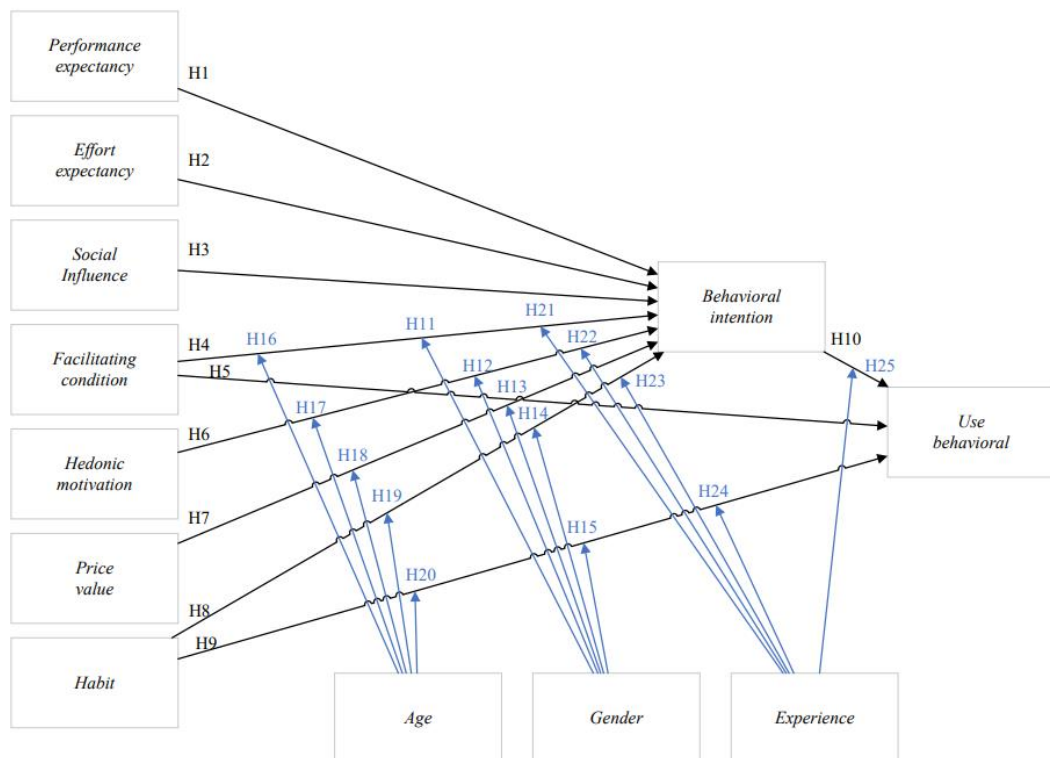 Performance
expectancy
H1
Effort
expectancy
H2
Social
Influence
H3
Behavioral
intention
H21
H11
H16
H4
H22
H10
Facilitating
condition
H5
H12
H23
H25
H13
H17
H14
Use
behavioral
H6
Hedonic
motivation
H18
H19
H24
H7
H15
Price
value
H20
H8
H9
Habit
Age
Gender
Experience